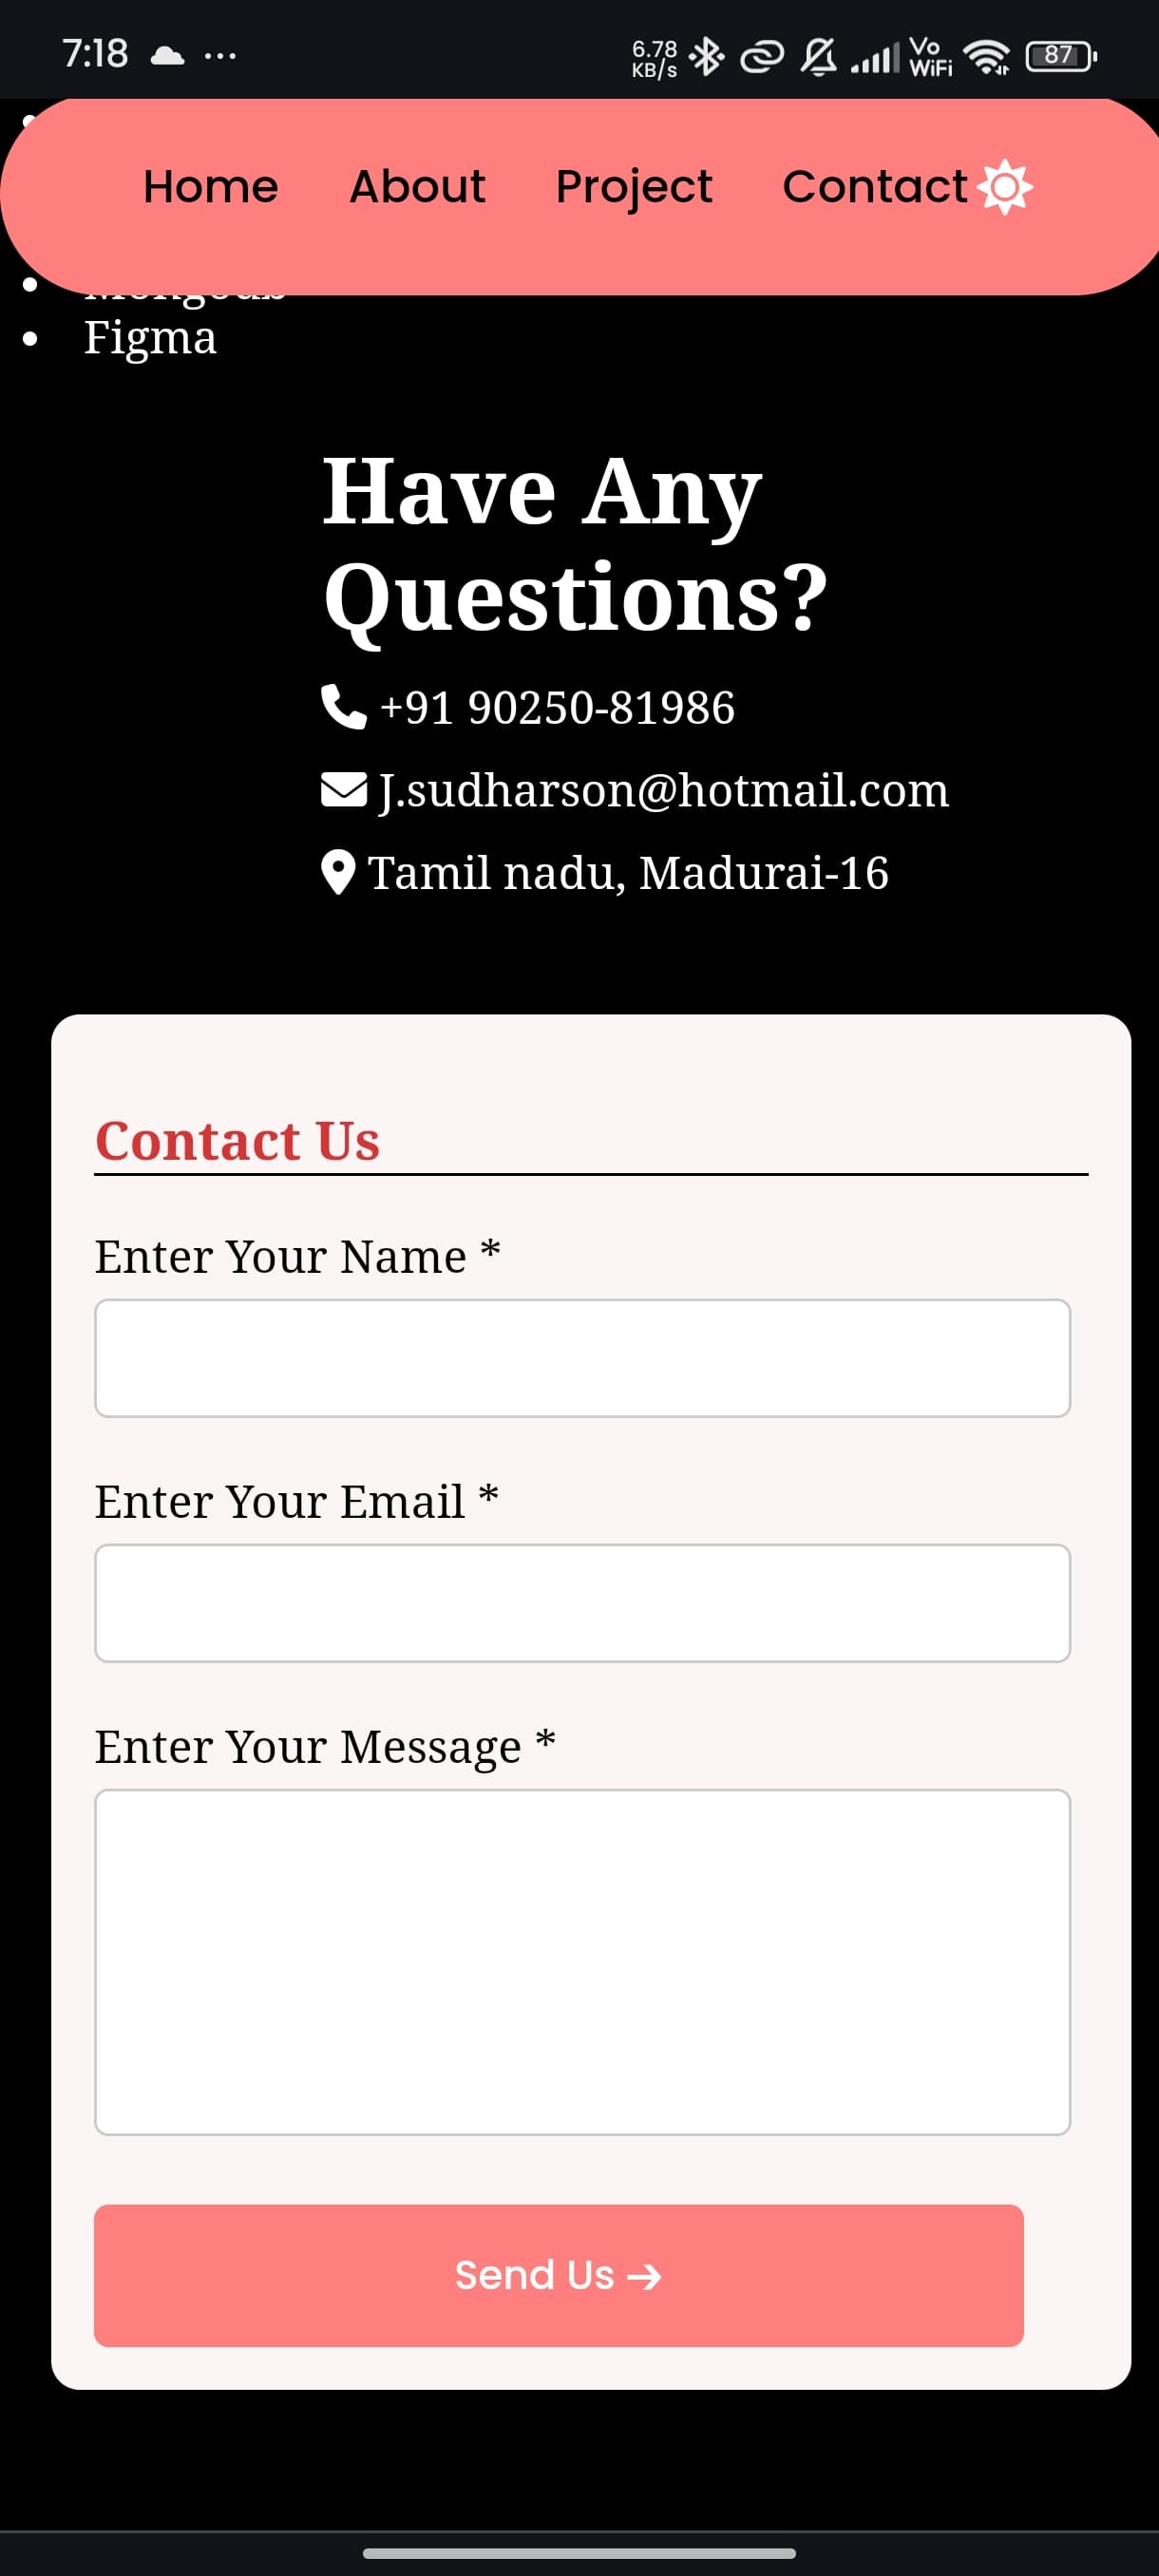 7:18
6.78
KB/s
Vo
WiFi
87
Home About Project Contact
Figma
Have Any
Questions?
+91 90250-81986
J.sudharson@hotmail.com
Tamil nadu, Madurai-16
Contact Us
Enter Your Name *
Enter Your Email *
Enter Your Message *
Send Us →